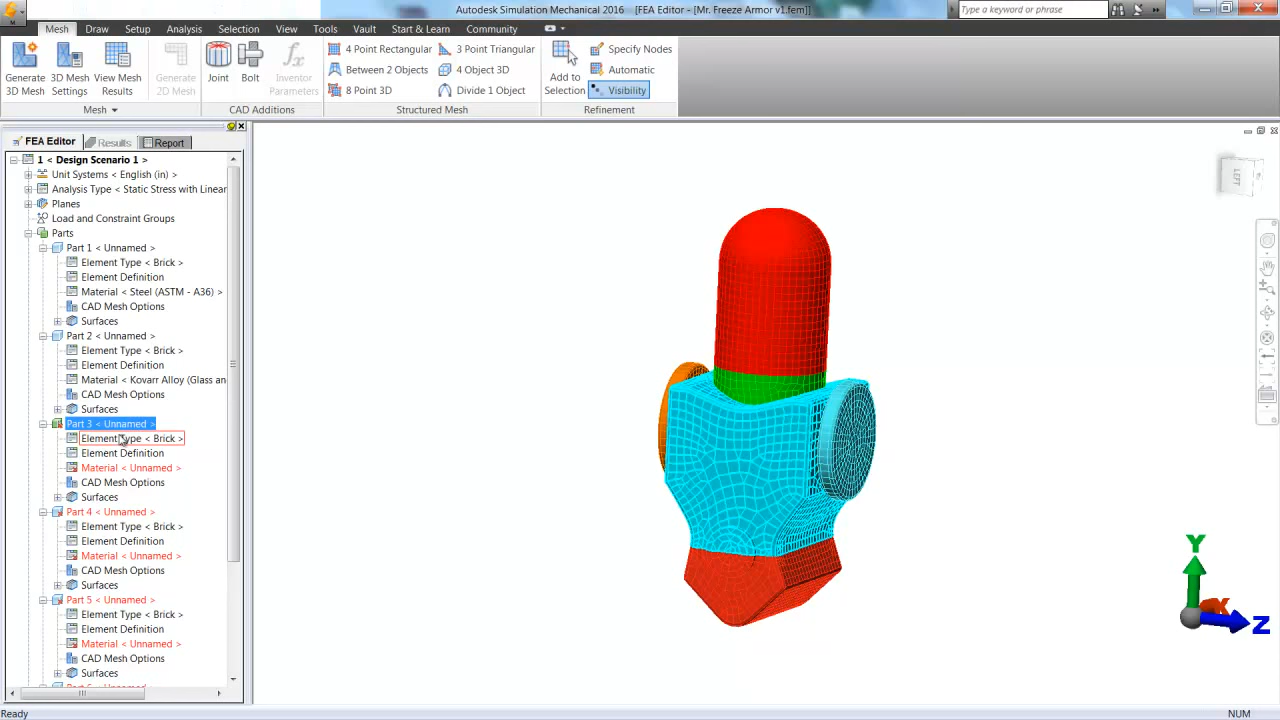 Autodesk Simulation Mechanical 2016 [FEA Editor - [Mr. Freeze Armor v1.fem]]
Type a keyword or phrase
Mesh Draw Setup Analysis Selection View Tools Vault Start & Learn Community
Generate 3D Mesh
3D Mesh Settings
View Mesh Results
Generate 2D Mesh
Joint
Bolt
Inventor Parameters
4 Point Rectangular
3 Point Triangular
Between 2 Objects
4 Object 3D
8 Point 3D
Divide 1 Object
Add to Selection
Specify Nodes
Automatic
Visibility
Mesh
CAD Additions
Structured Mesh
Refinement
FEA Editor Results Report
1 < Design Scenario 1 >
Unit Systems < English (in) >
Analysis Type < Static Stress with Linear
Planes
Load and Constraint Groups
Parts
Part 1 < Unnamed >
Element Type < Brick >
Element Definition
Material < Steel (ASTM - A36) >
CAD Mesh Options
Surfaces
Part 2 < Unnamed >
Element Type < Brick >
Element Definition
Material < Kovarr Alloy (Glass an
CAD Mesh Options
Surfaces
Part 3 < Unnamed >
Element Type < Brick >
Element Definition
Material < Unnamed >
CAD Mesh Options
Surfaces
Part 4 < Unnamed >
Element Type < Brick >
Element Definition
Material < Unnamed >
CAD Mesh Options
Surfaces
Part 5 < Unnamed >
Element Type < Brick >
Element Definition
Material < Unnamed >
CAD Mesh Options
Surfaces
LEFT
Y
X
Z
Ready
NUM